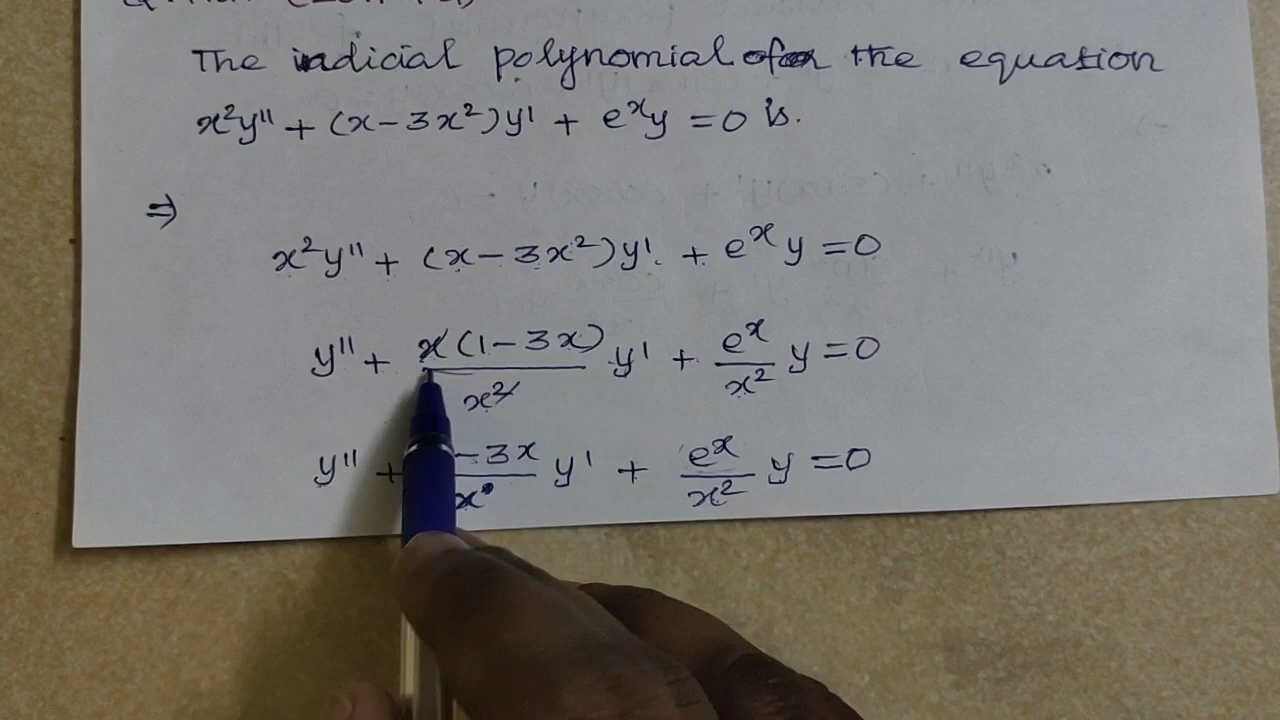 The indicial polynomial of the equation
x²y'' + (x-3x²)y' + eˣy = 0 is.
⇒
x²y'' + (x-3x²)y' + eˣy = 0
y'' + x(1-3x)/x² y' + eˣ/x² y = 0
y'' + -3x/x y' + eˣ/x² y = 0